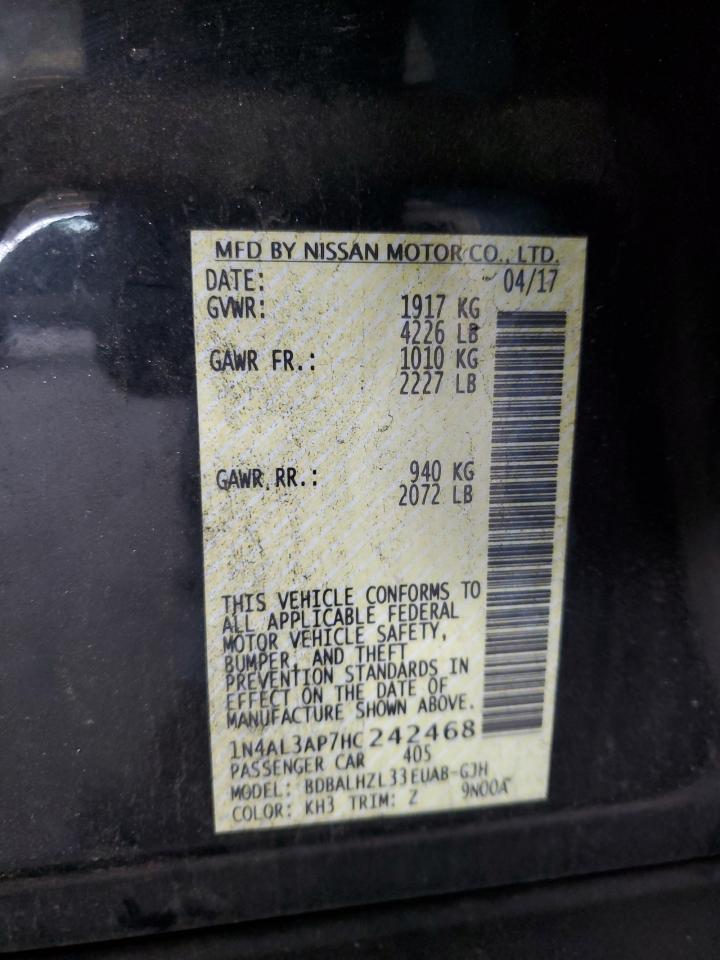 MFD BY NISSAN MOTOR CO., LTD.
DATE: 04/17
GVWR: 1917 KG
4226 LB
GAWR FR.: 1010 KG
2227 LB
GAWR RR.: 940 KG
2072 LB
THIS VEHICLE CONFORMS TO
ALL APPLICABLE FEDERAL
MOTOR VEHICLE SAFETY,
BUMPER, AND THEFT
PREVENTION STANDARDS IN
EFFECT ON THE DATE OF
MANUFACTURE SHOWN ABOVE.
1N4AL3AP7HC242468
PASSENGER CAR 405
MODEL: BDBALHZL33EUAB-GJH
COLOR: KH3 TRIM: Z 9N00A